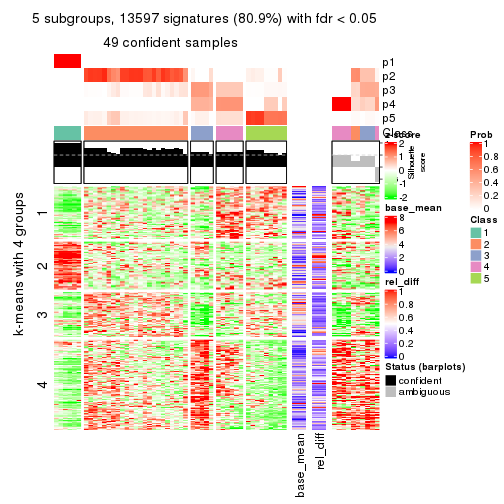 5 subgroups, 13597 signatures (80.9%) with fdr < 0.05
49 confident samples
p1
p2
p3
p4
p5
Class
k-means with 4 groups
1
2
3
4
base_mean
rel_diff
Silhouette
score
z-score
2
1
0
-1
-2
base_mean
8
6
4
2
0
rel_diff
1
0.8
0.6
0.4
0.2
0
Status (barplots)
confident
ambiguous
Prob
1
0.8
0.6
0.4
0.2
0
Class
1
2
3
4
5